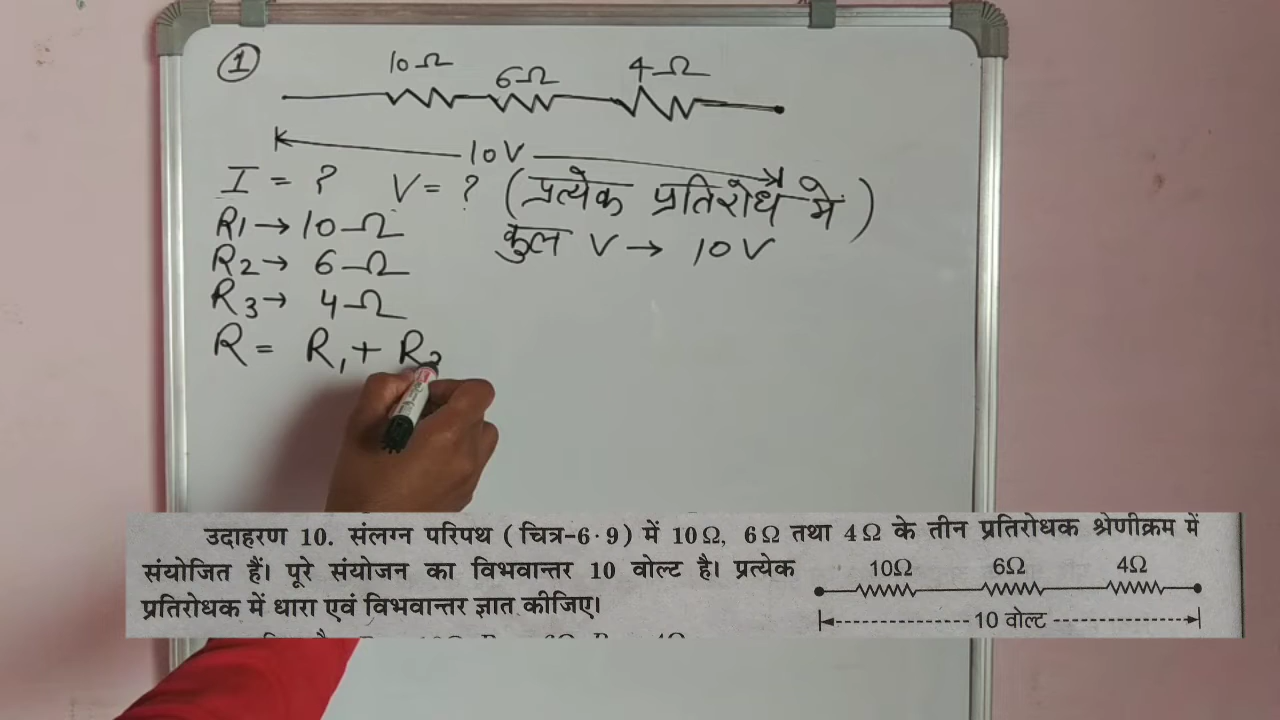 1
10Ω 6Ω 4Ω
10V
I = ? V = ? (प्रत्येक प्रतिरोध में)
R1→ 10Ω कुल V → 10V
R2→ 6Ω
R3→ 4Ω
R = R1 + R2
उदाहरण 10. संलग्न परिपथ (चित्र-6·9) में 10Ω, 6Ω तथा 4Ω के तीन प्रतिरोधक श्रेणीक्रम में
संयोजित हैं। पूरे संयोजन का विभवान्तर 10 वोल्ट है। प्रत्येक
प्रतिरोधक में धारा एवं विभवान्तर ज्ञात कीजिए।
10Ω 6Ω 4Ω
10 वोल्ट